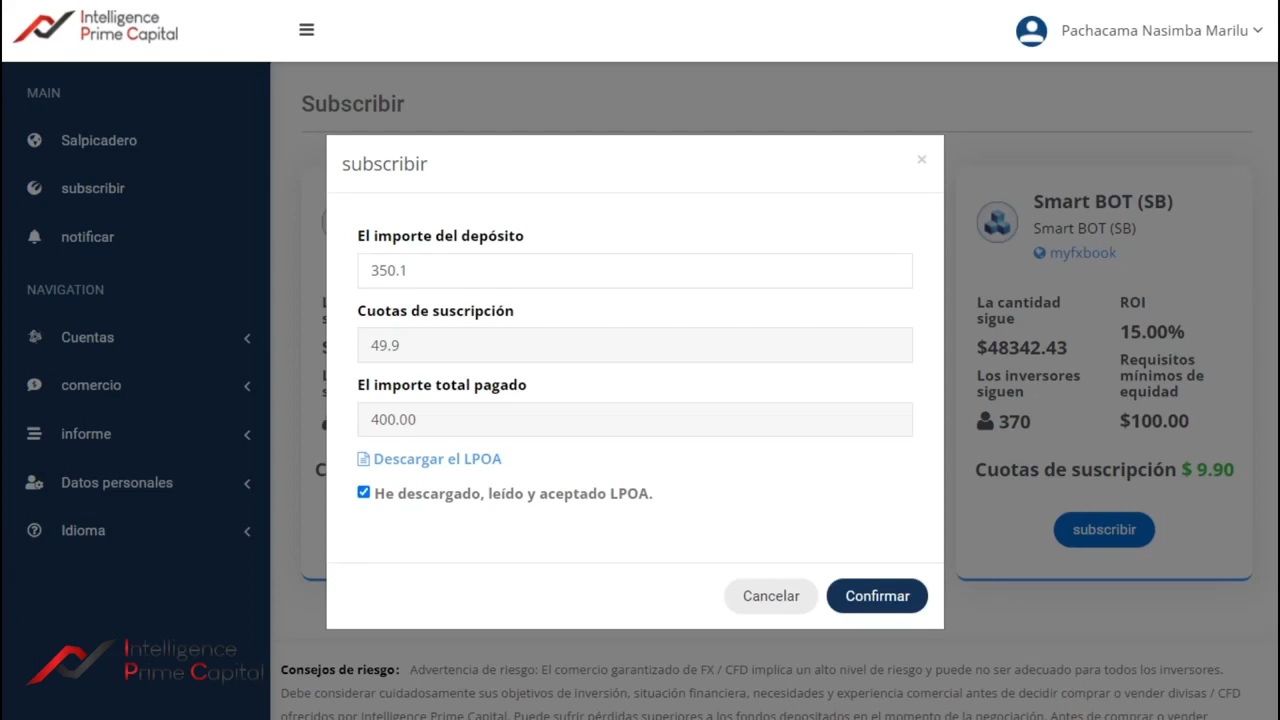 Intelligence
Prime Capital
Pachacama Nasimba Marilu
MAIN
Salpicadero
subscribir
notificar
NAVIGATION
Cuentas
comercio
informe
Datos personales
Idioma
Intelligence
Prime Capital
Subscribir
subscribir
×
El importe del depósito
350.1
Cuotas de suscripción
49.9
El importe total pagado
400.00
Descargar el LPOA
He descargado, leído y aceptado LPOA.
Cancelar
Confirmar
Smart BOT (SB)
Smart BOT (SB)
myfxbook
La cantidad
sigue
$48342.43
Los inversores
siguen
370
ROI
15.00%
Requisitos
mínimos de
equidad
$100.00
Cuotas de suscripción $ 9.90
subscribir
Consejos de riesgo: Advertencia de riesgo: El comercio garantizado de FX / CFD implica un alto nivel de riesgo y puede no ser adecuado para todos los inversores.
Debe considerar cuidadosamente sus objetivos de inversión, situación financiera, necesidades y experiencia comercial antes de decidir comprar o vender divisas / CFD
ofrecidos por Intelligence Prime Capital. Puede sufrir pérdidas superiores a los fondos depositados en el momento de la negociación. Antes de comprar o vender